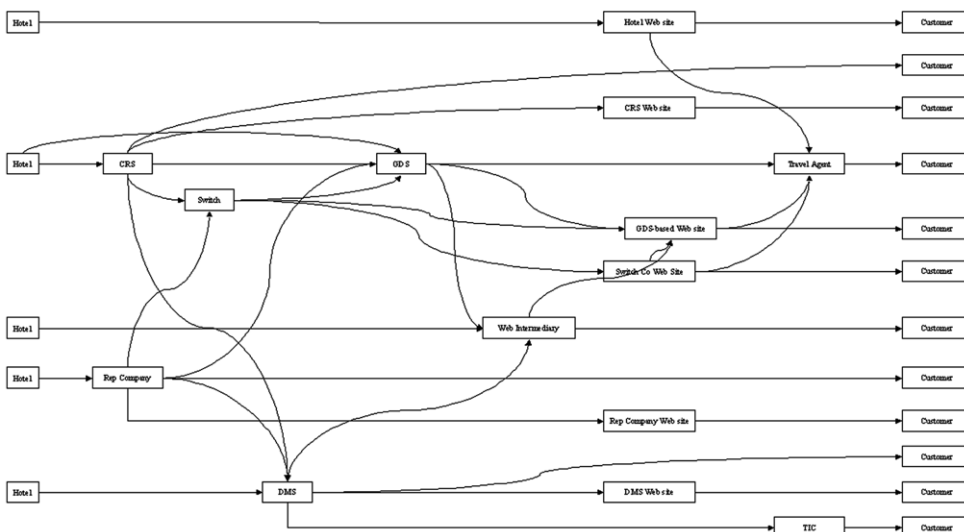 Hotel
Hotel Web site
Customer
Customer
CRS Web site
Customer
Hotel
CRS
GDS
Travel Agent
Customer
Switch
GDS-based Web site
Customer
Switch Co Web Site
Customer
Hotel
Web Intermediary
Customer
Hotel
Rep Company
Customer
Rep Company Web site
Customer
Customer
Hotel
DMS
DMS Web site
Customer
TIC
Customer